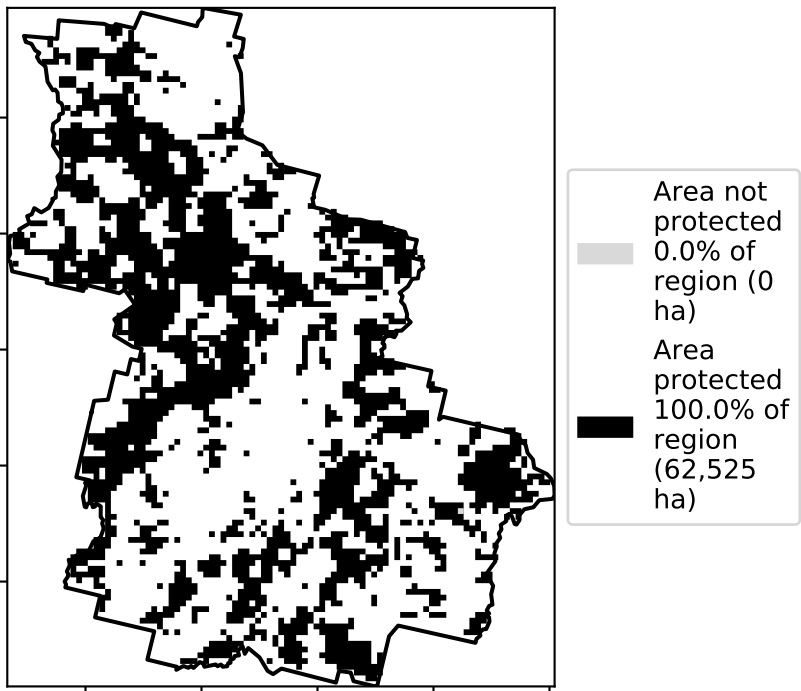 Area not
protected
0.0% of
region (0
ha)
Area
protected
100.0% of
region
(62,525
ha)